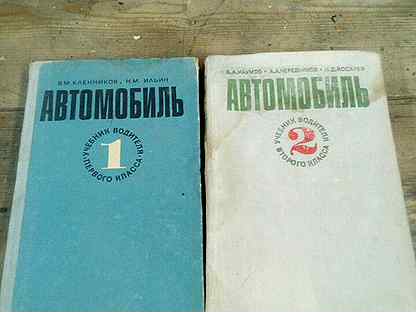 В.М.КЛЕННИКОВ • Н.М.ИЛЬИН
АВТОМОБИЛЬ
УЧЕБНИК ВОДИТЕЛЯ
1
ПЕРВОГО КЛАССА
АВТОМОБИЛЬ
УЧЕБНИК ВОДИТЕЛЯ
2
ВТОРОГО КЛАССА